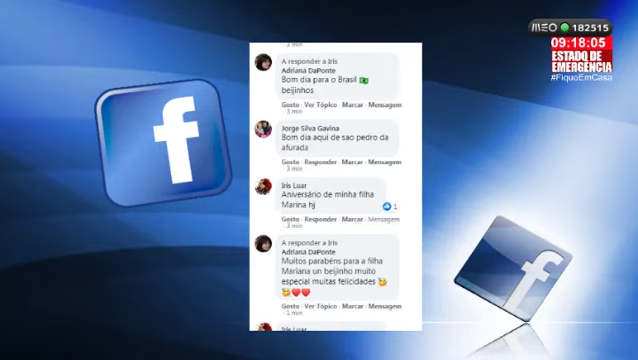 MEO 182515
09:18:05
ESTADO DE
EMERGÊNCIA
#FiqueEmCasa
3 min
A responder a Iris
Adriana DaPonte
Bom dia para o Brasil
beijinhos
Gosto · Ver Tópico · Marcar · Mensagem
· 3 min
Jorge Silva Gavina
Bom dia aqui de sao pedro da
afurada
Gosto · Responder · Marcar · Mensagem
· 3 min
Iris Luar
Aniversário de minha filha
Marina hj
1
Gosto · Responder · Marcar · Mensagem
· 3 min
A responder a Iris
Adriana DaPonte
Muitos parabéns para a filha
Mariana un beijinho muito
especial muitas felicidades 🥰
🥰❤️❤️
Gosto · Ver Tópico · Marcar · Mensagem
· 1 min
Iris Luar